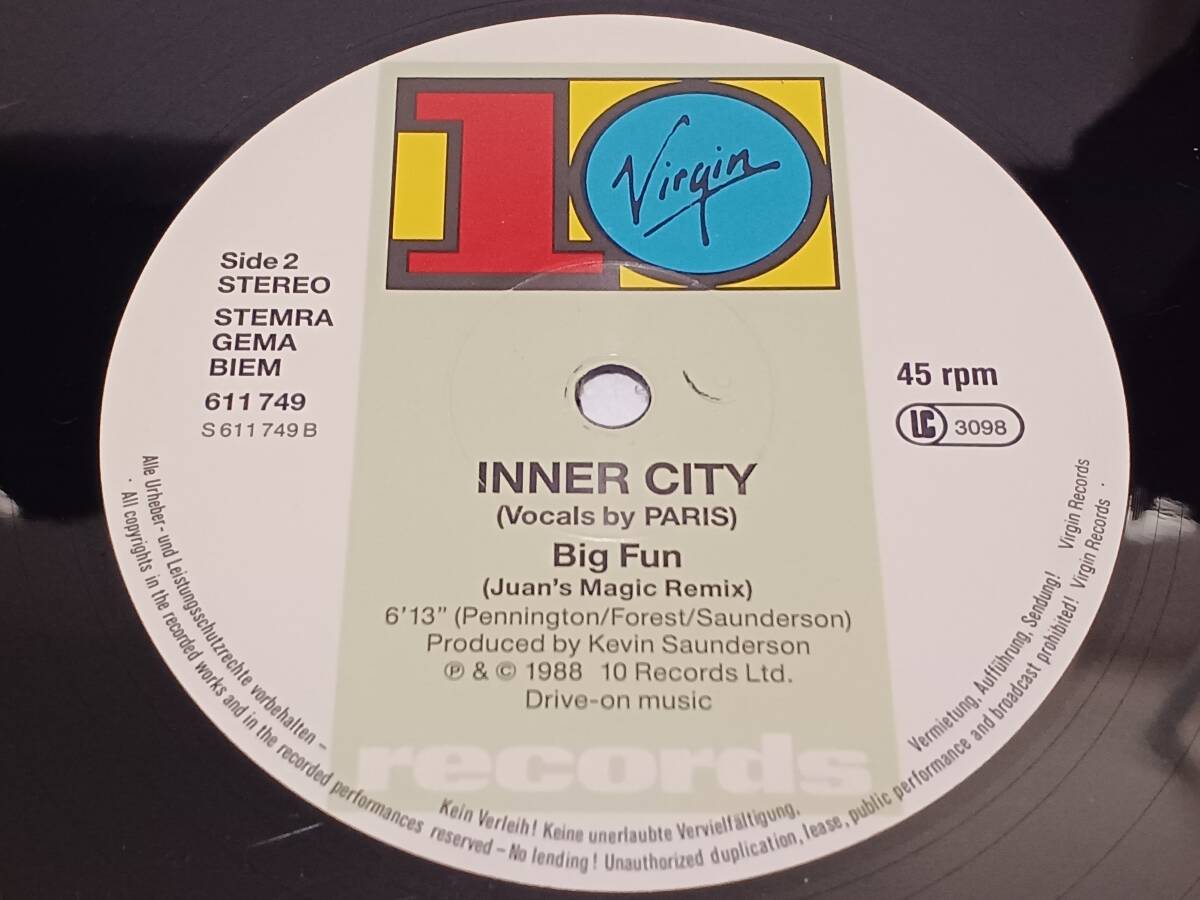 10
Virgin
Side 2
STEREO
STEMRA
GEMA
BIEM
611 749
S 611 749 B
45 rpm
LC 3098
INNER CITY
(Vocals by PARIS)
Big Fun
(Juan's Magic Remix)
6'13" (Pennington/Forest/Saunderson)
Produced by Kevin Saunderson
℗ & © 1988 10 Records Ltd.
Drive-on music
records
Alle Urheber- und Leistungsschutzrechte vorbehalten – Kein Verleih! Keine unerlaubte Vervielfältigung, Vermietung, Aufführung, Sendung! Virgin Records
· All copyrights in the recorded works and in the recorded performances reserved – No lending! Unauthorized duplication, lease, public performance and broadcast prohibited! Virgin Records ·